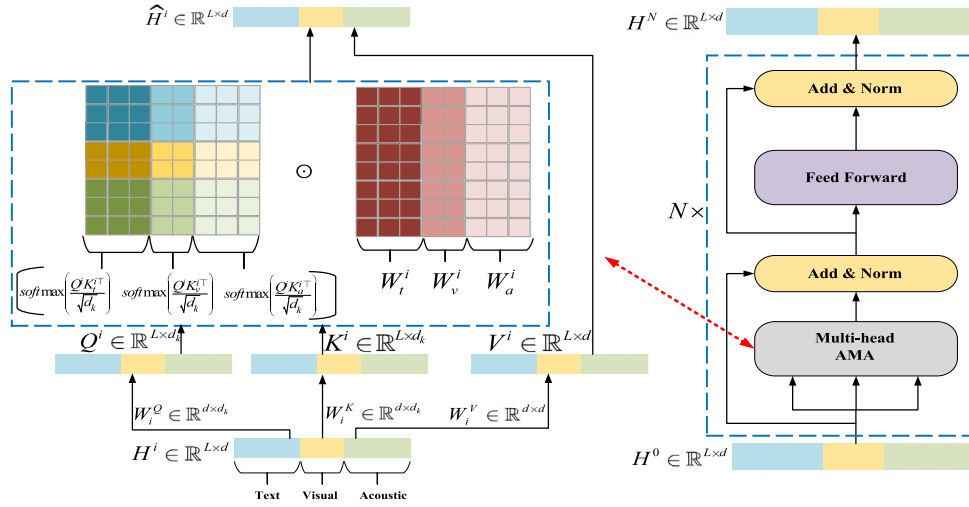 Ĥ^i ∈ ℝ^{L×d}
⊙
softmax(Q^i K_t^{i⊤} / √d_k) softmax(Q^i K_v^{i⊤} / √d_k) softmax(Q^i K_a^{i⊤} / √d_k)
W_t^i W_v^i W_a^i
Q^i ∈ ℝ^{L×d_k} K^i ∈ ℝ^{L×d_k} V^i ∈ ℝ^{L×d}
W_i^Q ∈ ℝ^{d×d_k} W_i^K ∈ ℝ^{d×d_k} W_i^V ∈ ℝ^{d×d}
H^i ∈ ℝ^{L×d}
Text Visual Acoustic
H^N ∈ ℝ^{L×d}
Add & Norm
Feed Forward
N×
Add & Norm
Multi-head
AMA
H^0 ∈ ℝ^{L×d}